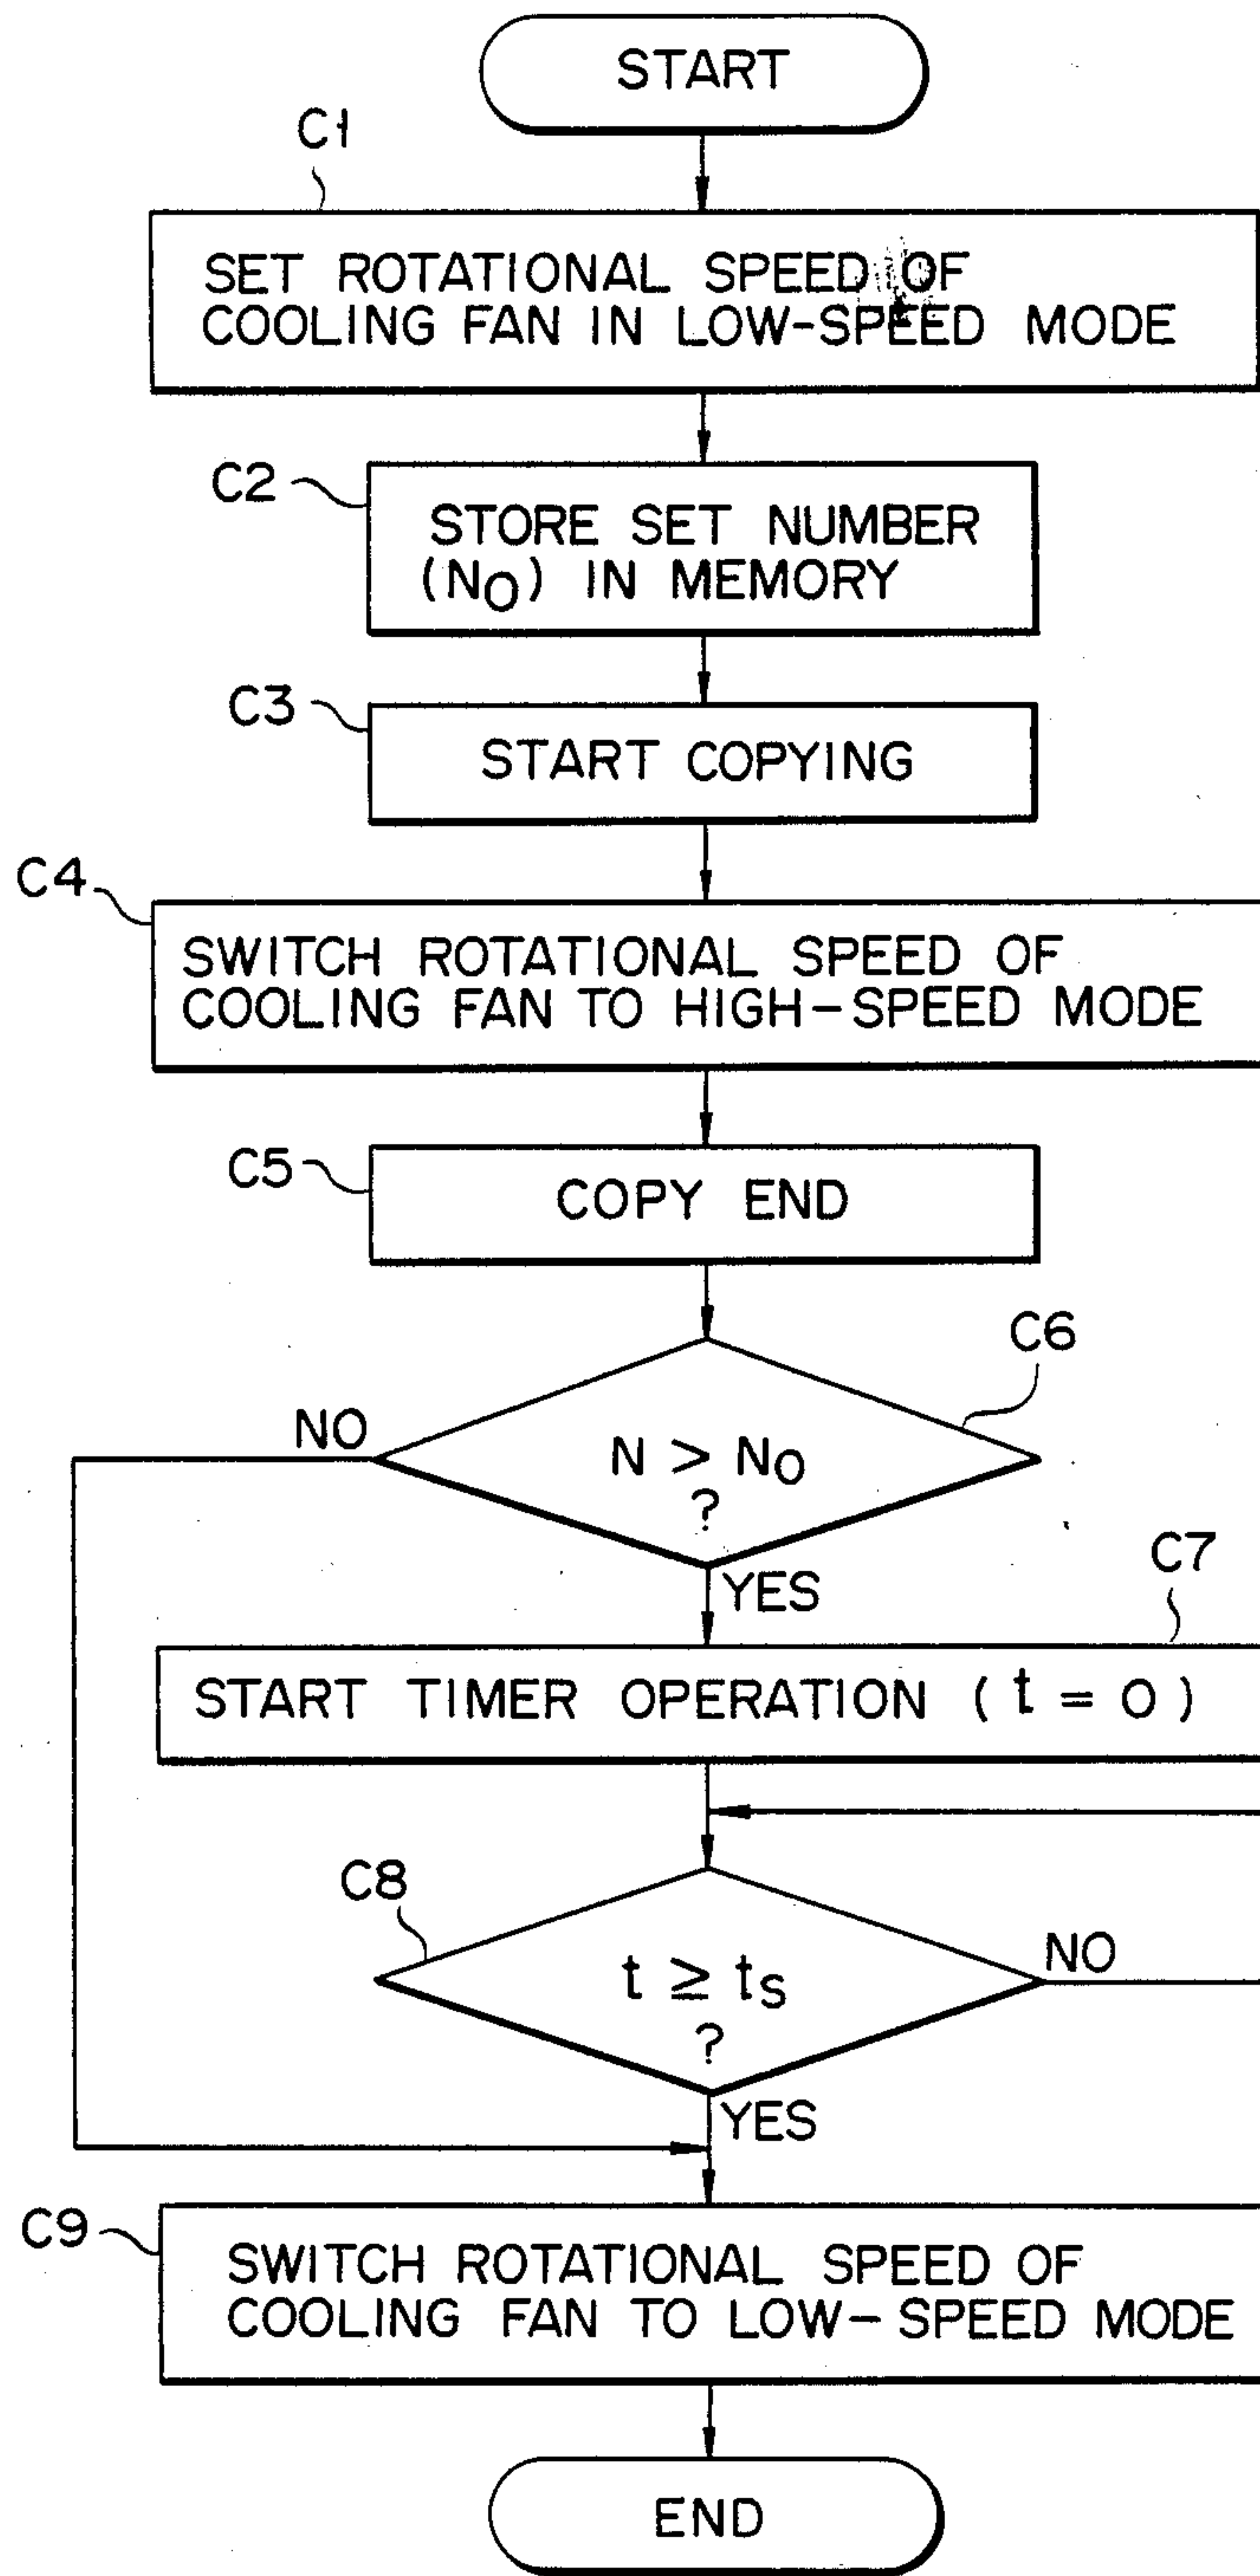 START
C1
SET ROTATIONAL SPEED OF
COOLING FAN IN LOW-SPEED MODE
C2
STORE SET NUMBER
(N0) IN MEMORY
C3
START COPYING
C4
SWITCH ROTATIONAL SPEED OF
COOLING FAN TO HIGH-SPEED MODE
C5
COPY END
C6
NO
N > N0
?
YES
C7
START TIMER OPERATION (t = 0)
C8
t ≥ ts
?
NO
YES
C9
SWITCH ROTATIONAL SPEED OF
COOLING FAN TO LOW-SPEED MODE
END